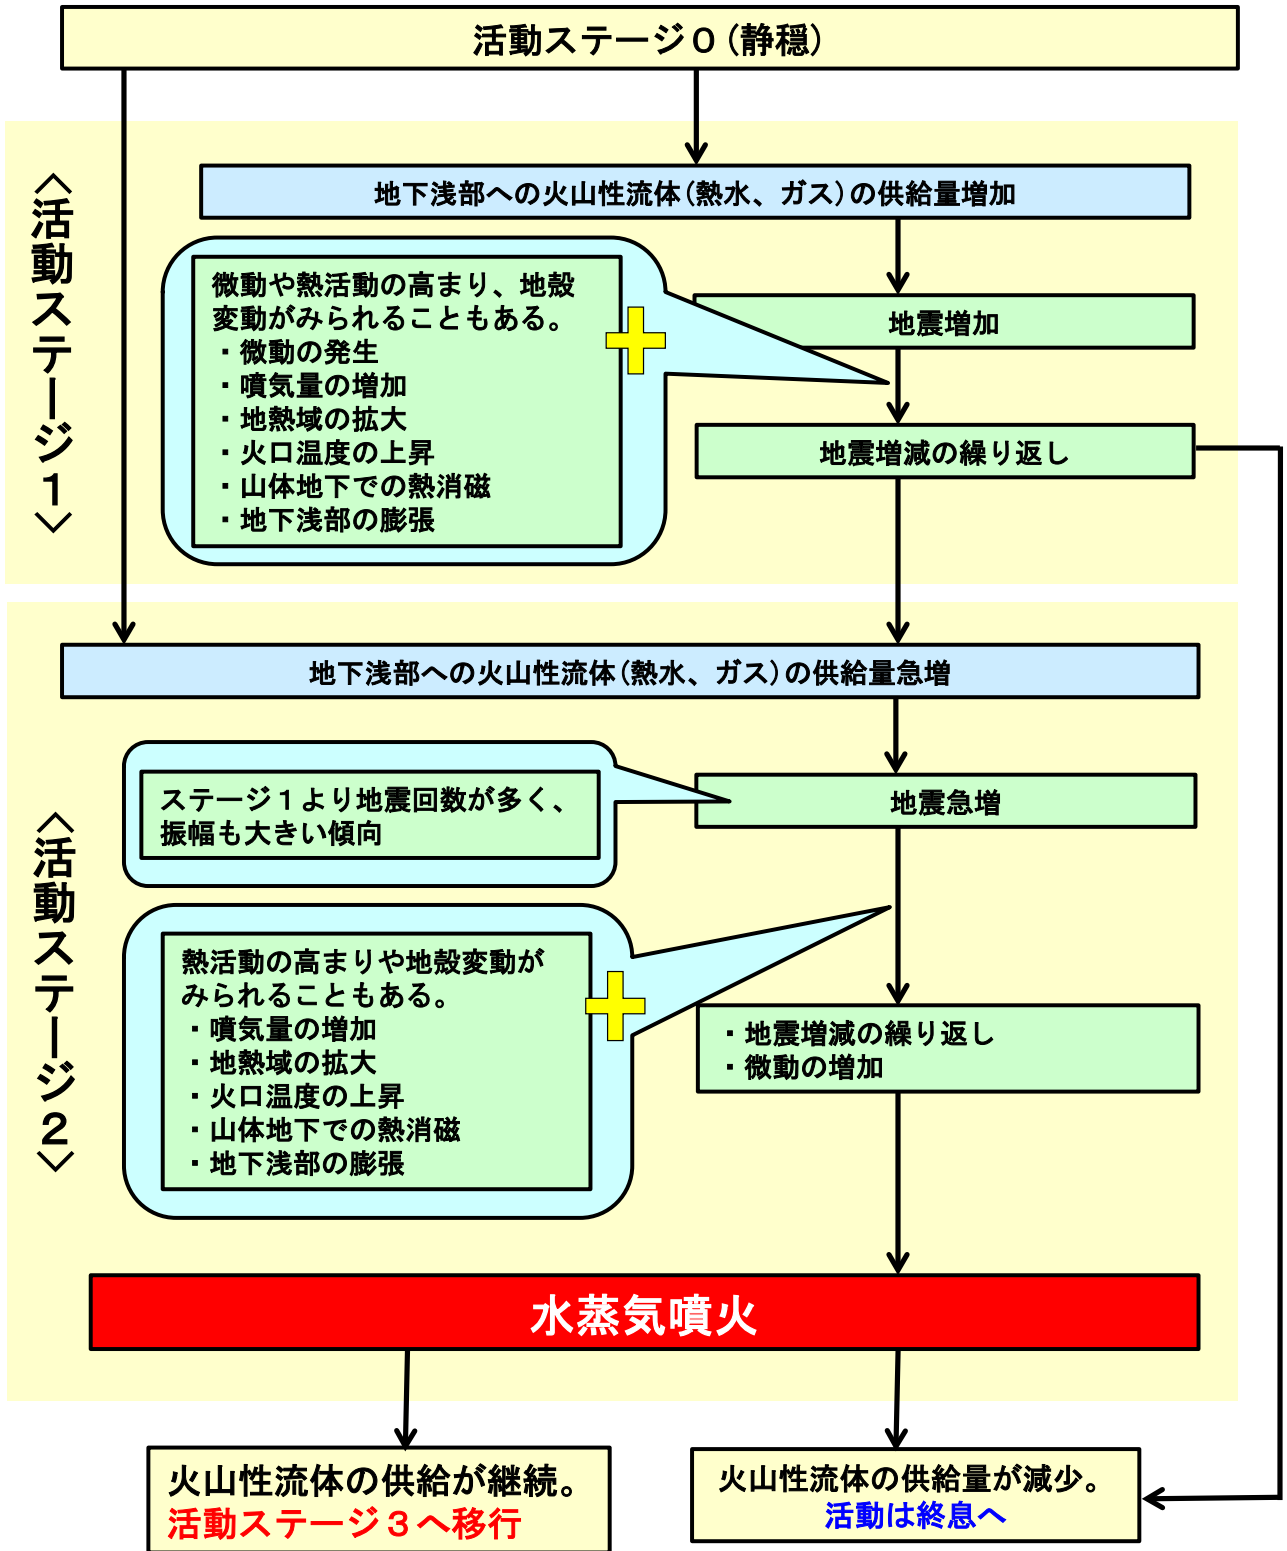 活動ステージ０(静穏)
〈活動ステージ１〉
地下浅部への火山性流体(熱水、ガス)の供給量増加
微動や熱活動の高まり、地殻
変動がみられることもある。
・微動の発生
・噴気量の増加
・地熱域の拡大
・火口温度の上昇
・山体地下での熱消磁
・地下浅部の膨張
地震増加
地震増減の繰り返し
〈活動ステージ２〉
地下浅部への火山性流体(熱水、ガス)の供給量急増
ステージ１より地震回数が多く、
振幅も大きい傾向
地震急増
熱活動の高まりや地殻変動が
みられることもある。
・噴気量の増加
・地熱域の拡大
・火口温度の上昇
・山体地下での熱消磁
・地下浅部の膨張
・地震増減の繰り返し
・微動の増加
水蒸気噴火
火山性流体の供給が継続。
活動ステージ３へ移行
火山性流体の供給量が減少。
活動は終息へ